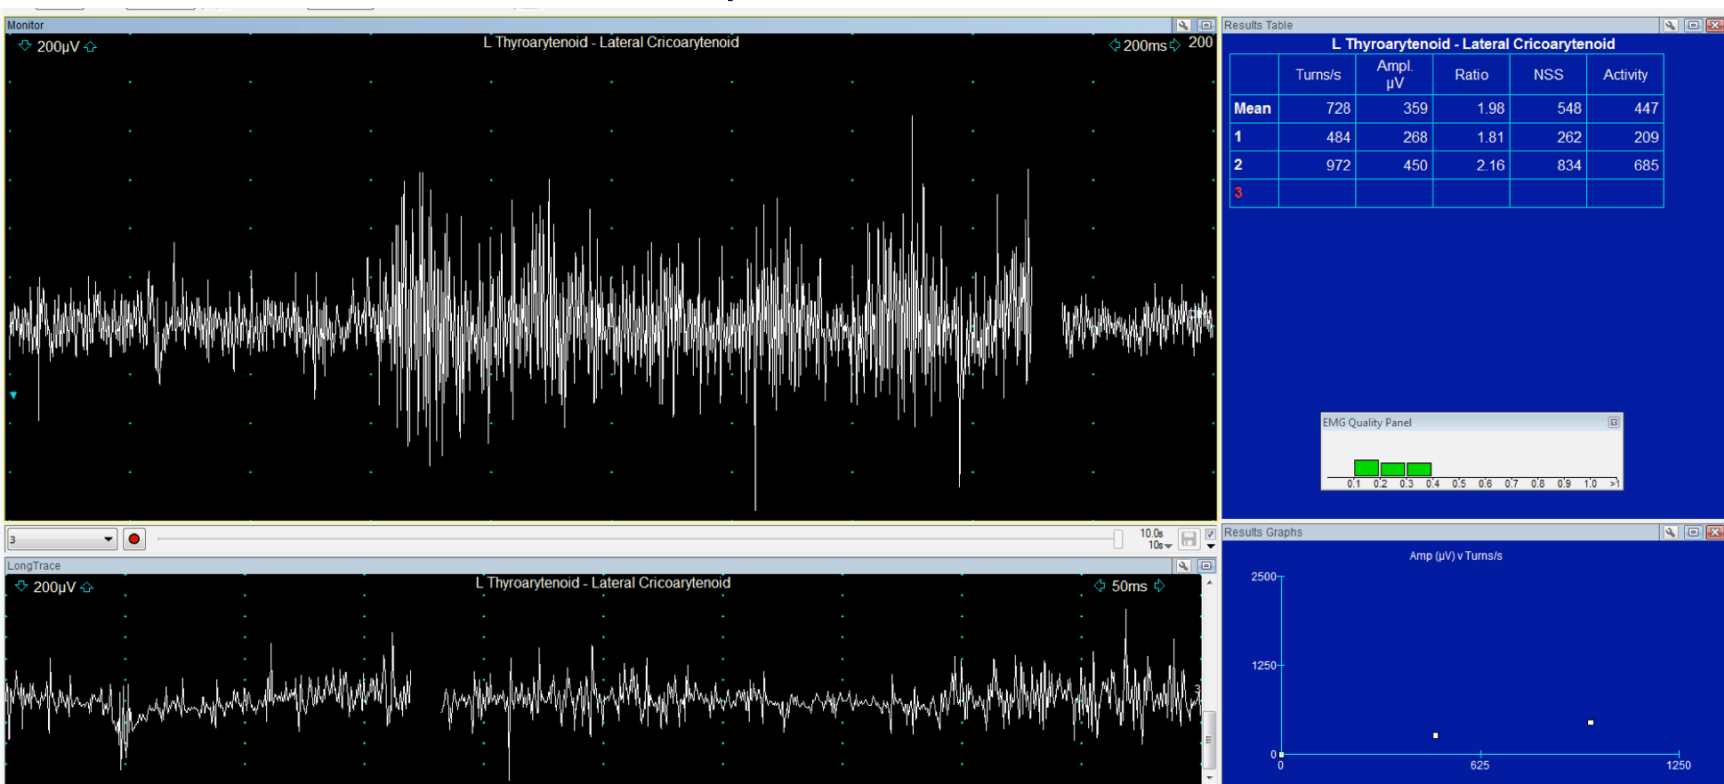 Monitor
200µV
L Thyroarytenoid - Lateral Cricoarytenoid
200ms 200
3
10.0s
10s
LongTrace
200µV
L Thyroarytenoid - Lateral Cricoarytenoid
50ms
3
Results Table
L Thyroarytenoid - Lateral Cricoarytenoid
Turns/s Ampl. µV Ratio NSS Activity
Mean 728 359 1.98 548 447
1 484 268 1.81 262 209
2 972 450 2.16 834 685
3
EMG Quality Panel
0.1 0.2 0.3 0.4 0.5 0.6 0.7 0.8 0.9 1.0 >1
Results Graphs
Amp (µV) v Turns/s
2500
1250
0
0 625 1250